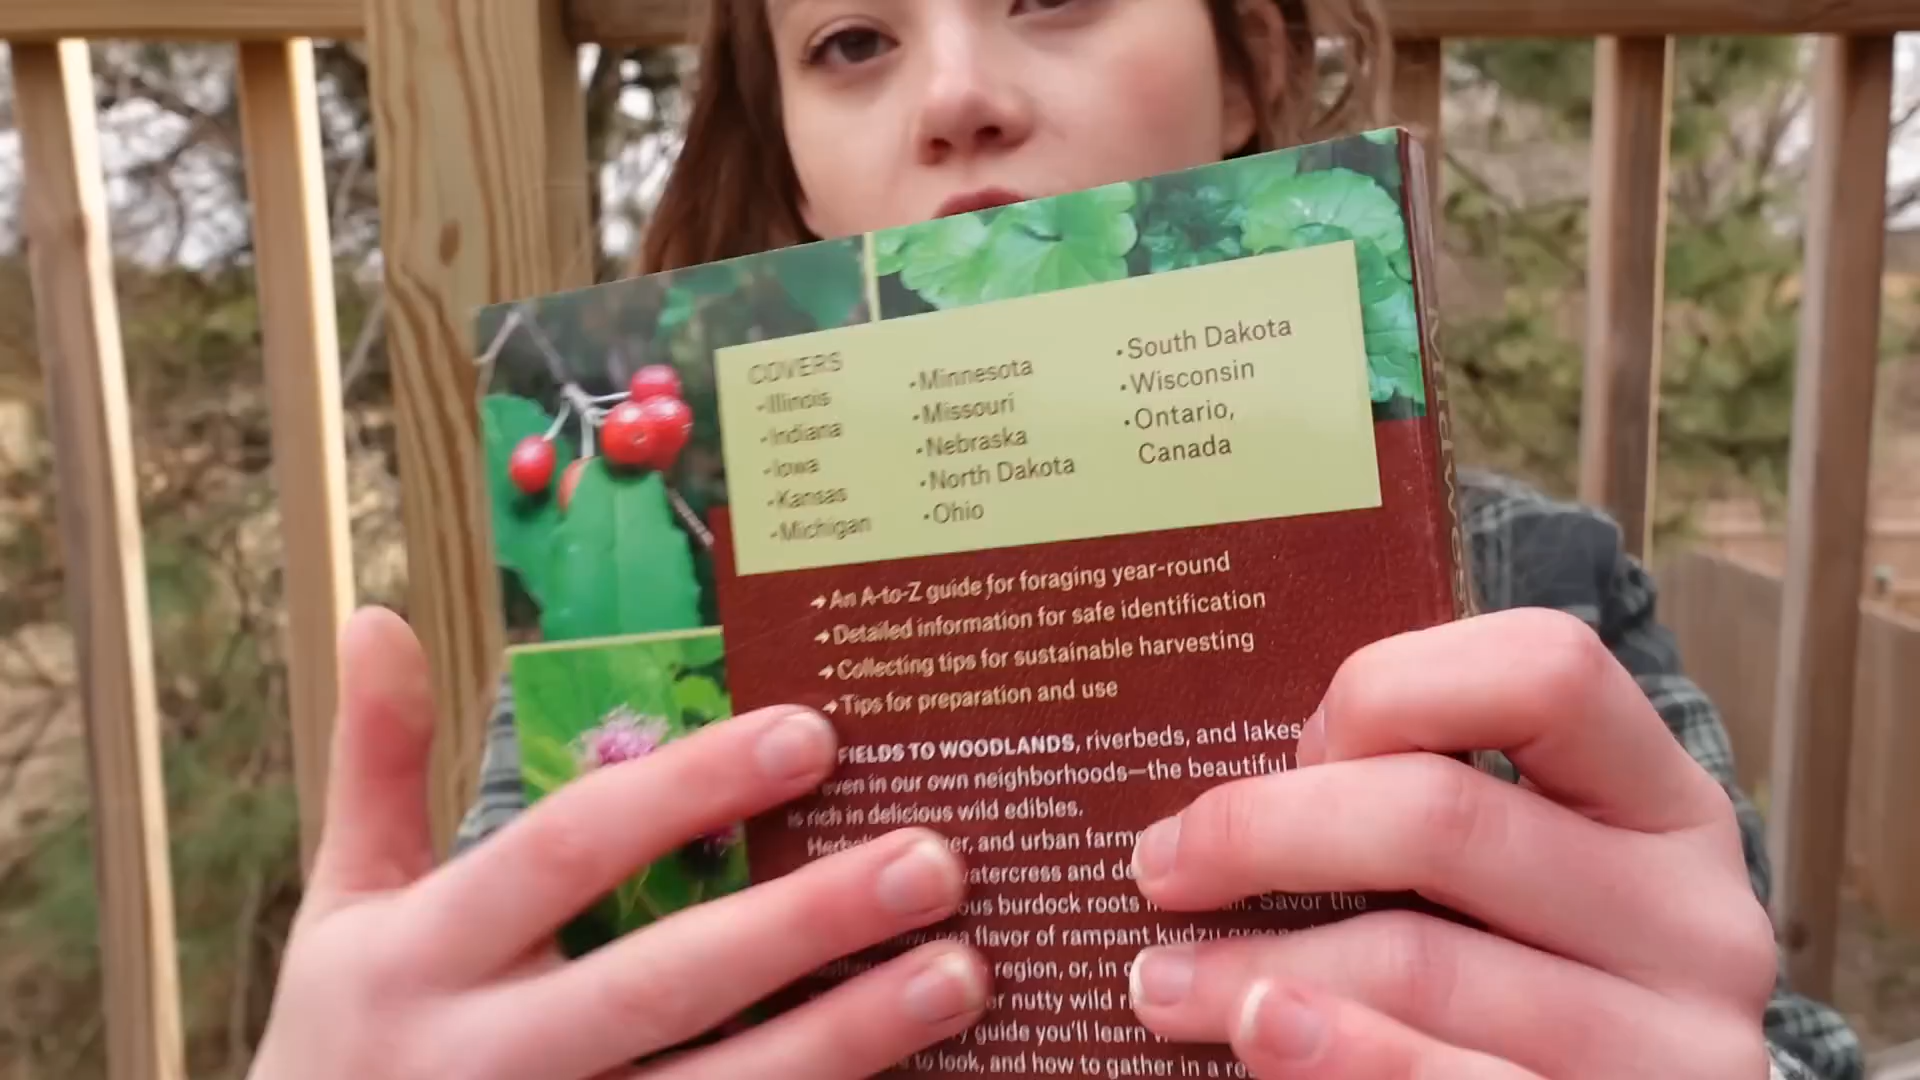 COVERS
•Illinois
•Indiana
•Iowa
•Kansas
•Michigan
•Minnesota
•Missouri
•Nebraska
•North Dakota
•Ohio
•South Dakota
•Wisconsin
•Ontario,
Canada
→An A-to-Z guide for foraging year-round
→Detailed information for safe identification
→Collecting tips for sustainable harvesting
→Tips for preparation and use
FIELDS TO WOODLANDS, riverbeds, and
even in our own neighborhoods—the beautiful
is rich in delicious wild edibles.
and urban
watercress and
burdock roots Savor the
flavor of rampant kudzu
region, or, in
nutty wild
guide you'll learn
to look, and how to gather in a